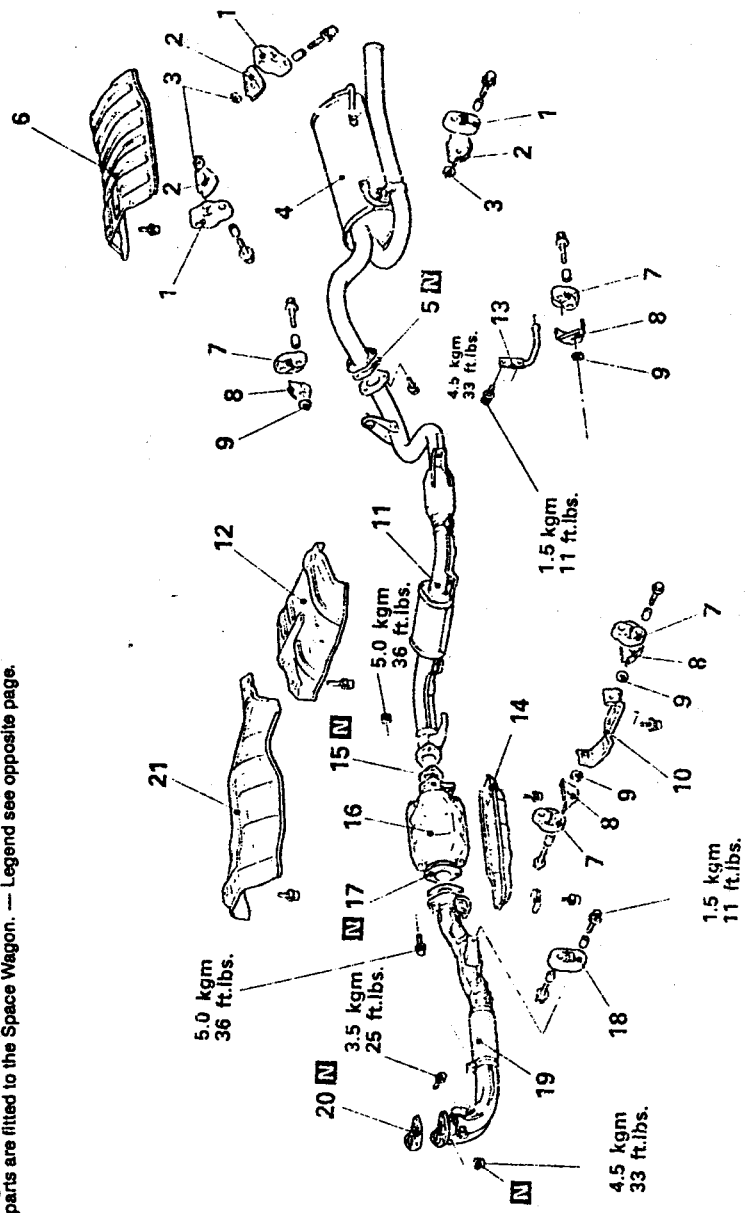 parts are fitted to the Space Wagon. — Legend see opposite page.
6
3
2
1
2
1
4
1
2
3
7
8
9
5 N
4.5 kgm
33 ft.lbs.
13
7
8
9
12
11
1.5 kgm
11 ft.lbs.
21
5.0 kgm
36 ft.lbs.
15 N
16
14
N 17
7
8
9
10
9
8
7
5.0 kgm
36 ft.lbs.
3.5 kgm
25 ft.lbs.
20 N
19
18
1.5 kgm
11 ft.lbs.
N
4.5 kgm
33 ft.lbs.